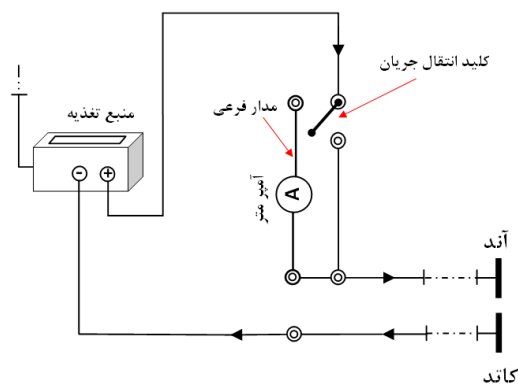 کلید انتقال جریان
مدار فرعی
منبع تغذیه
آمپر متر
A
- +
آند
کاتد